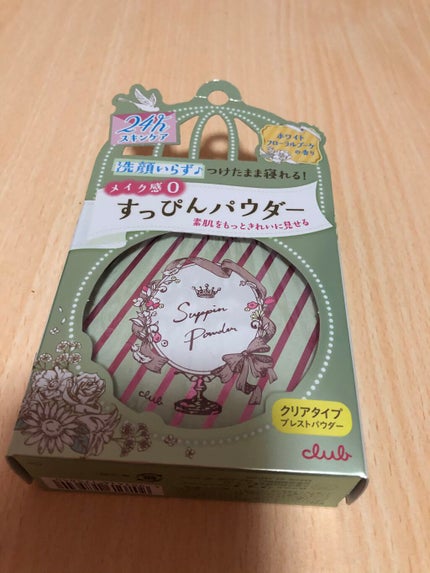 24h
スキンケア
ホワイト
フローラルブーケ
の香り
洗顔いらず♪つけたまま寝れる!
メイク感0
すっぴんパウダー
素肌をもっときれいに見せる
Suppin
Powder
club
クリアタイプ
プレストパウダー
club